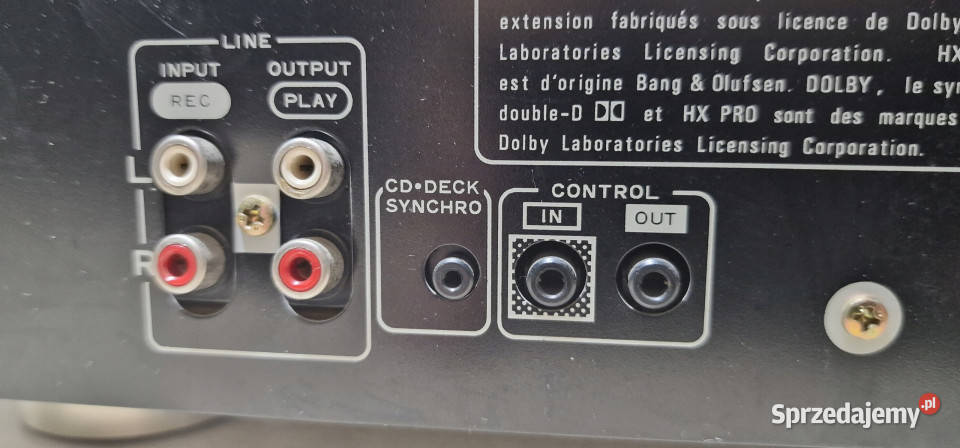 LINE
INPUT OUTPUT
REC PLAY
L
R
CD•DECK
SYNCHRO
CONTROL
IN OUT
extension fabriqués sous licence de Dolby
Laboratories Licensing Corporation. HX
est d'origine Bang & Olufsen. DOLBY, le
double-D et HX PRO sont des marques
Dolby Laboratories Licensing Corporation.
Sprzedajemy.pl